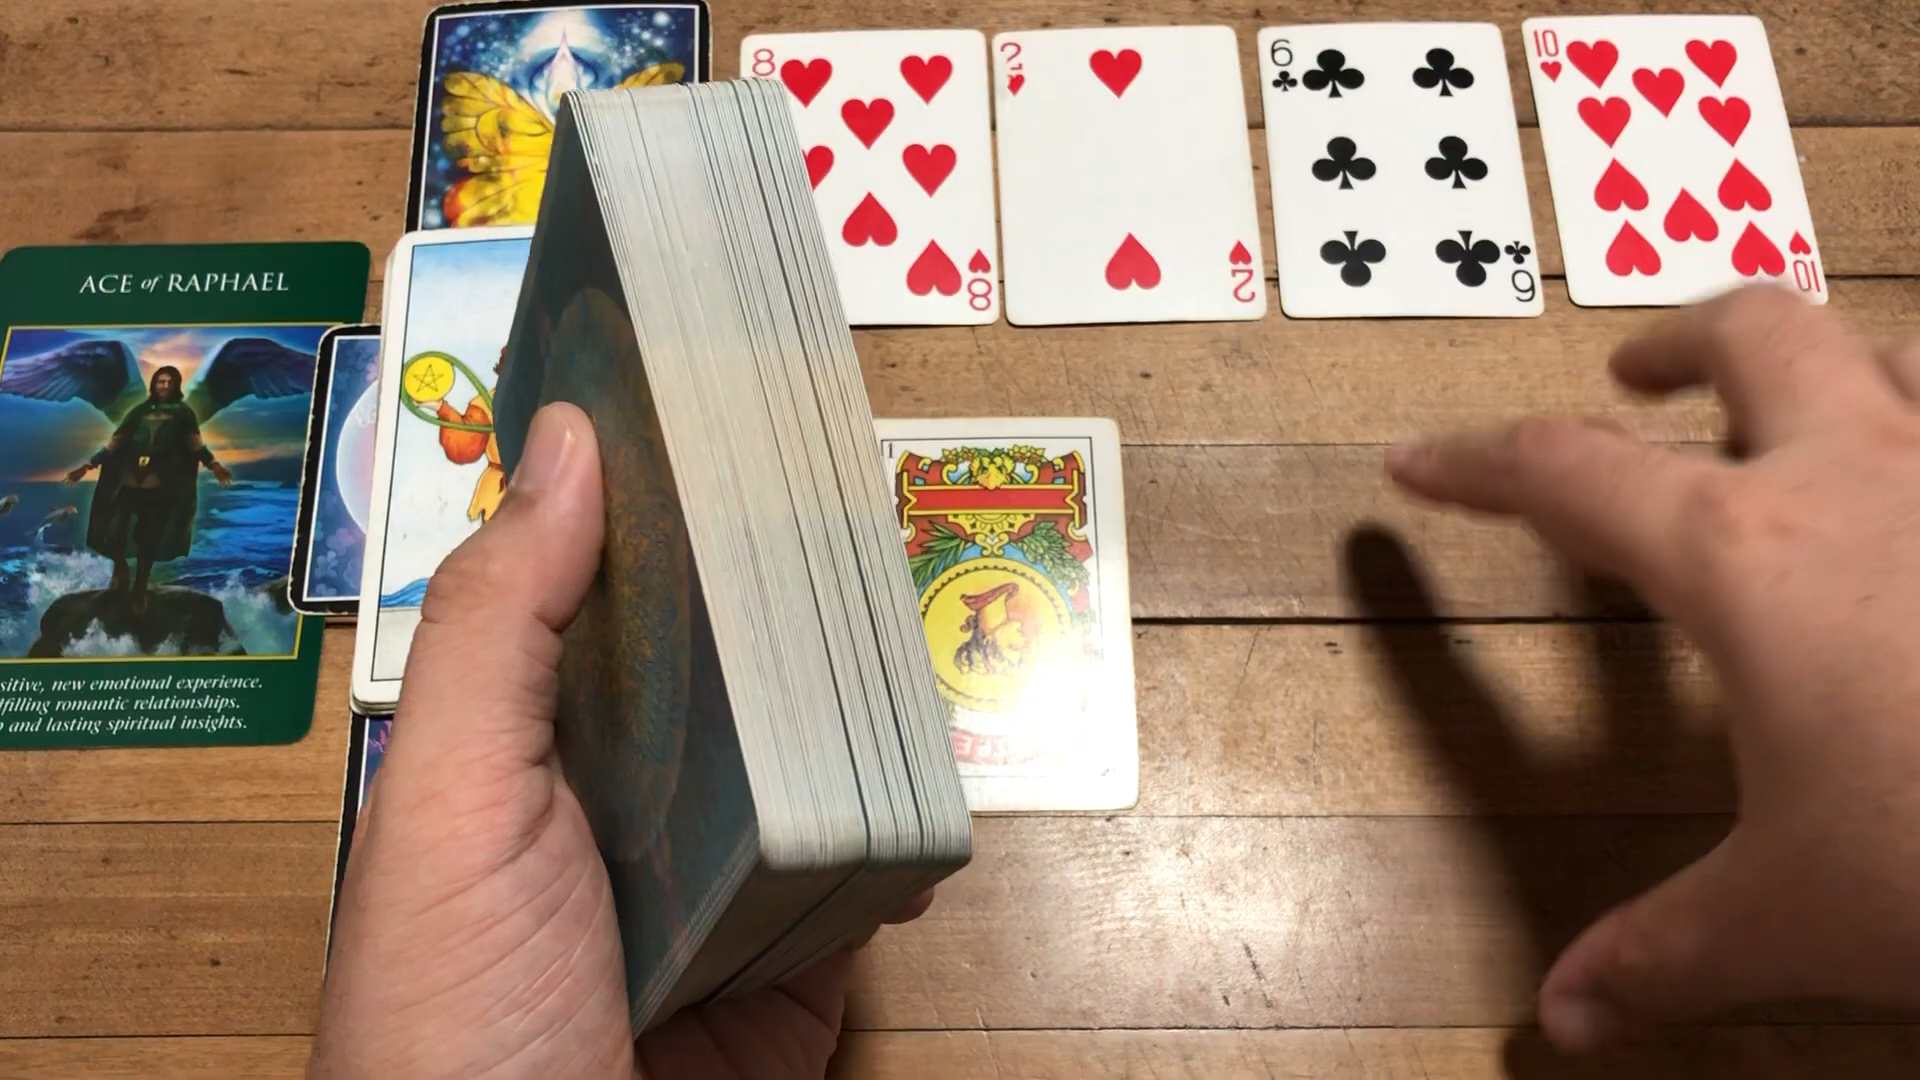 8
8
2
6
6
10
10
ACE of RAPHAEL
sitive, new emotional experience.
lfilling romantic relationships.
and lasting spiritual insights.
1